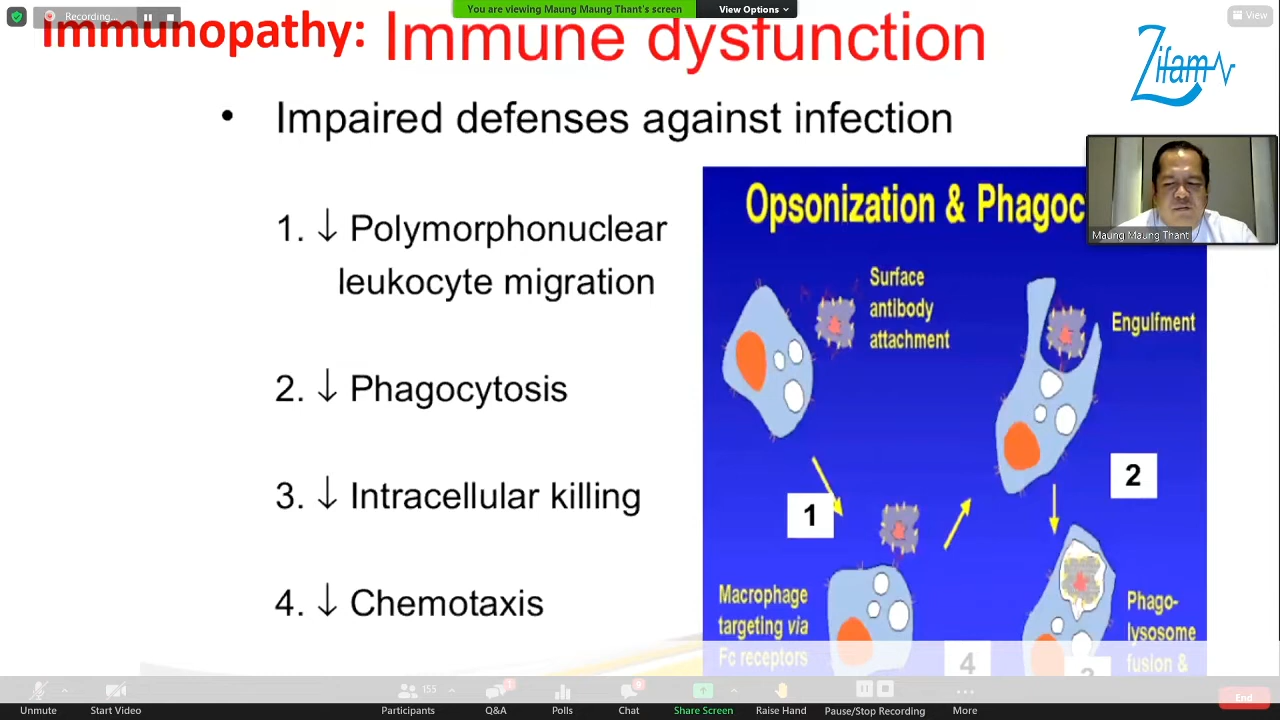 Recording...
You are viewing Maung Maung Thant's screen
View Options
View
Immunopathy: Immune dysfunction
Zifam
• Impaired defenses against infection
1. ↓ Polymorphonuclear
leukocyte migration
2. ↓ Phagocytosis
3. ↓ Intracellular killing
4. ↓ Chemotaxis
Maung Maung Thant
Opsonization & Phagoc
Surface
antibody
attachment
Engulfment
1
2
Macrophage
targeting via
Fc receptors
4
3
Phago-
lysosome
fusion &
Unmute
Start Video
155
Participants
1
Q&A
Polls
9
Chat
Share Screen
Raise Hand
Pause/Stop Recording
More
End